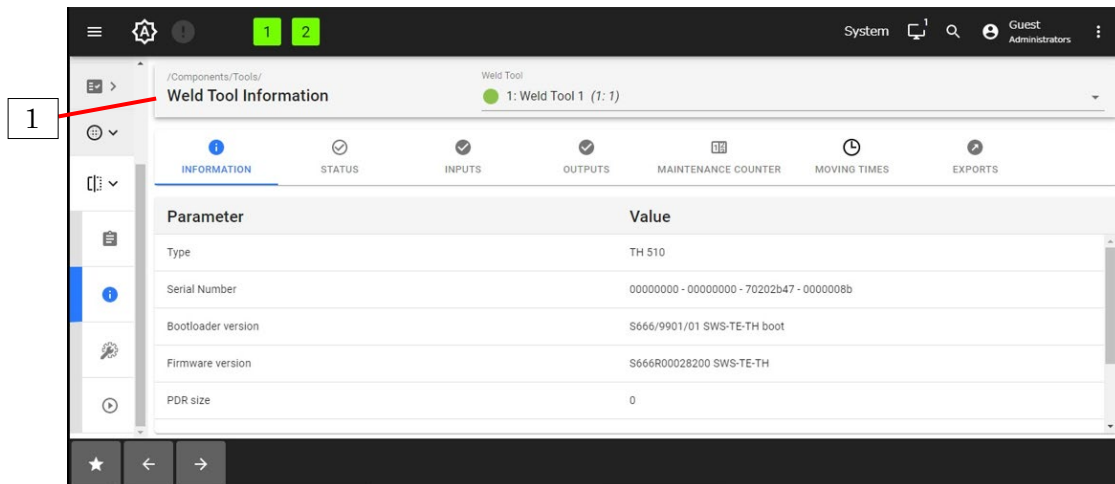 1 2
System 1 Guest
Administrators
/Components/Tools/
Weld Tool Information
Weld Tool
1: Weld Tool 1 (1: 1)
1
INFORMATION STATUS INPUTS OUTPUTS MAINTENANCE COUNTER MOVING TIMES EXPORTS
Parameter Value
Type TH 510
Serial Number 00000000 - 00000000 - 70202b47 - 0000008b
Bootloader version S666/9901/01 SWS-TE-TH boot
Firmware version S666R00028200 SWS-TE-TH
PDR size 0